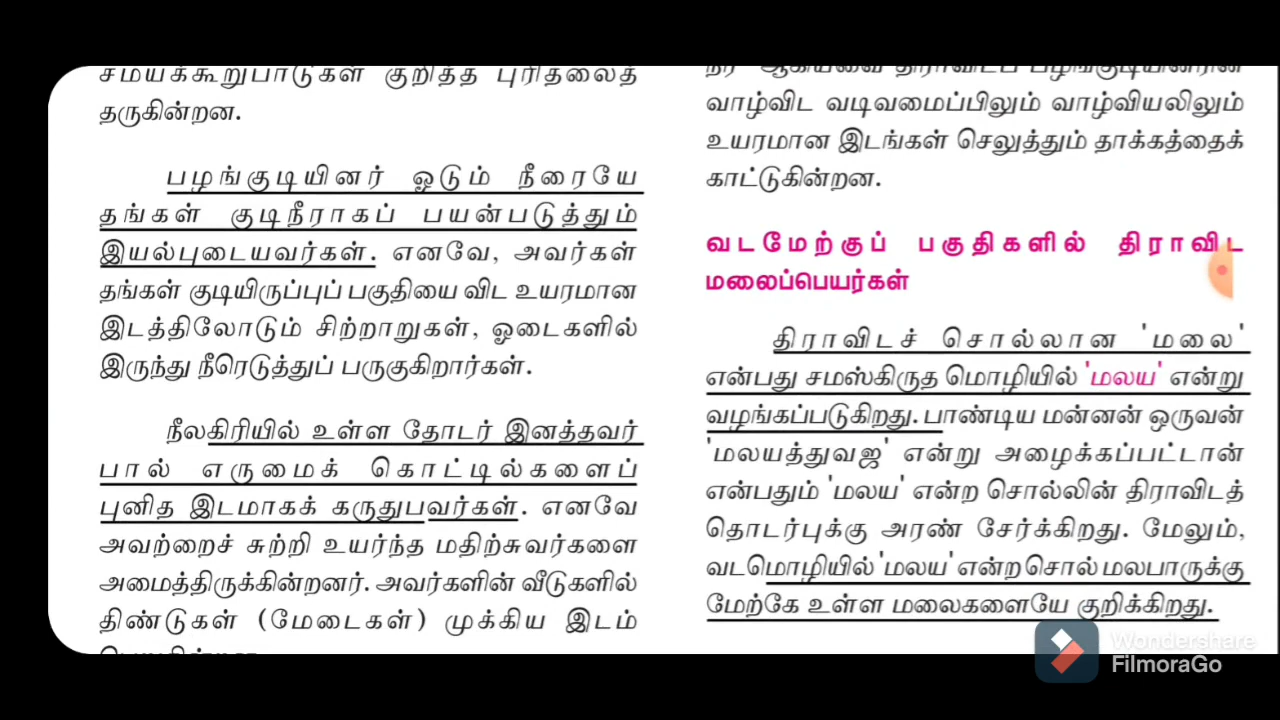 சமயக்கூறுபாடுகள் குறித்த புரிதலைத்
தருகின்றன.
பழங்குடியினர் ஓடும் நீரையே
தங்கள் குடிநீராகப் பயன்படுத்தும்
இயல்புடையவர்கள். எனவே, அவர்கள்
தங்கள் குடியிருப்புப் பகுதியை விட உயரமான
இடத்திலோடும் சிற்றாறுகள், ஓடைகளில்
இருந்து நீரெடுத்துப் பருகுகிறார்கள்.
நீலகிரியில் உள்ள தோடர் இனத்தவர்
பால் எருமைக் கொட்டில்களைப்
புனித இடமாகக் கருதுபவர்கள். எனவே
அவற்றைச் சுற்றி உயர்ந்த மதிற்சுவர்களை
அமைத்திருக்கின்றனர். அவர்களின் வீடுகளில்
திண்டுகள் (மேடைகள்) முக்கிய இடம்
நீர் ஆகியவை திராவிடப் பழங்குடியினரின்
வாழ்விட வடிவமைப்பிலும் வாழ்வியலிலும்
உயரமான இடங்கள் செலுத்தும் தாக்கத்தைக்
காட்டுகின்றன.
வடமேற்குப் பகுதிகளில் திராவிட
மலைப்பெயர்கள்
திராவிடச் சொல்லான 'மலை'
என்பது சமஸ்கிருத மொழியில் 'மலய' என்று
வழங்கப்படுகிறது. பாண்டிய மன்னன் ஒருவன்
'மலயத்துவஜ' என்று அழைக்கப்பட்டான்
என்பதும் 'மலய' என்ற சொல்லின் திராவிடத்
தொடர்புக்கு அரண் சேர்க்கிறது. மேலும்,
வடமொழியில் 'மலய' என்ற சொல் மலபாருக்கு
மேற்கே உள்ள மலைகளையே குறிக்கிறது.
Wondershare
FilmoraGo